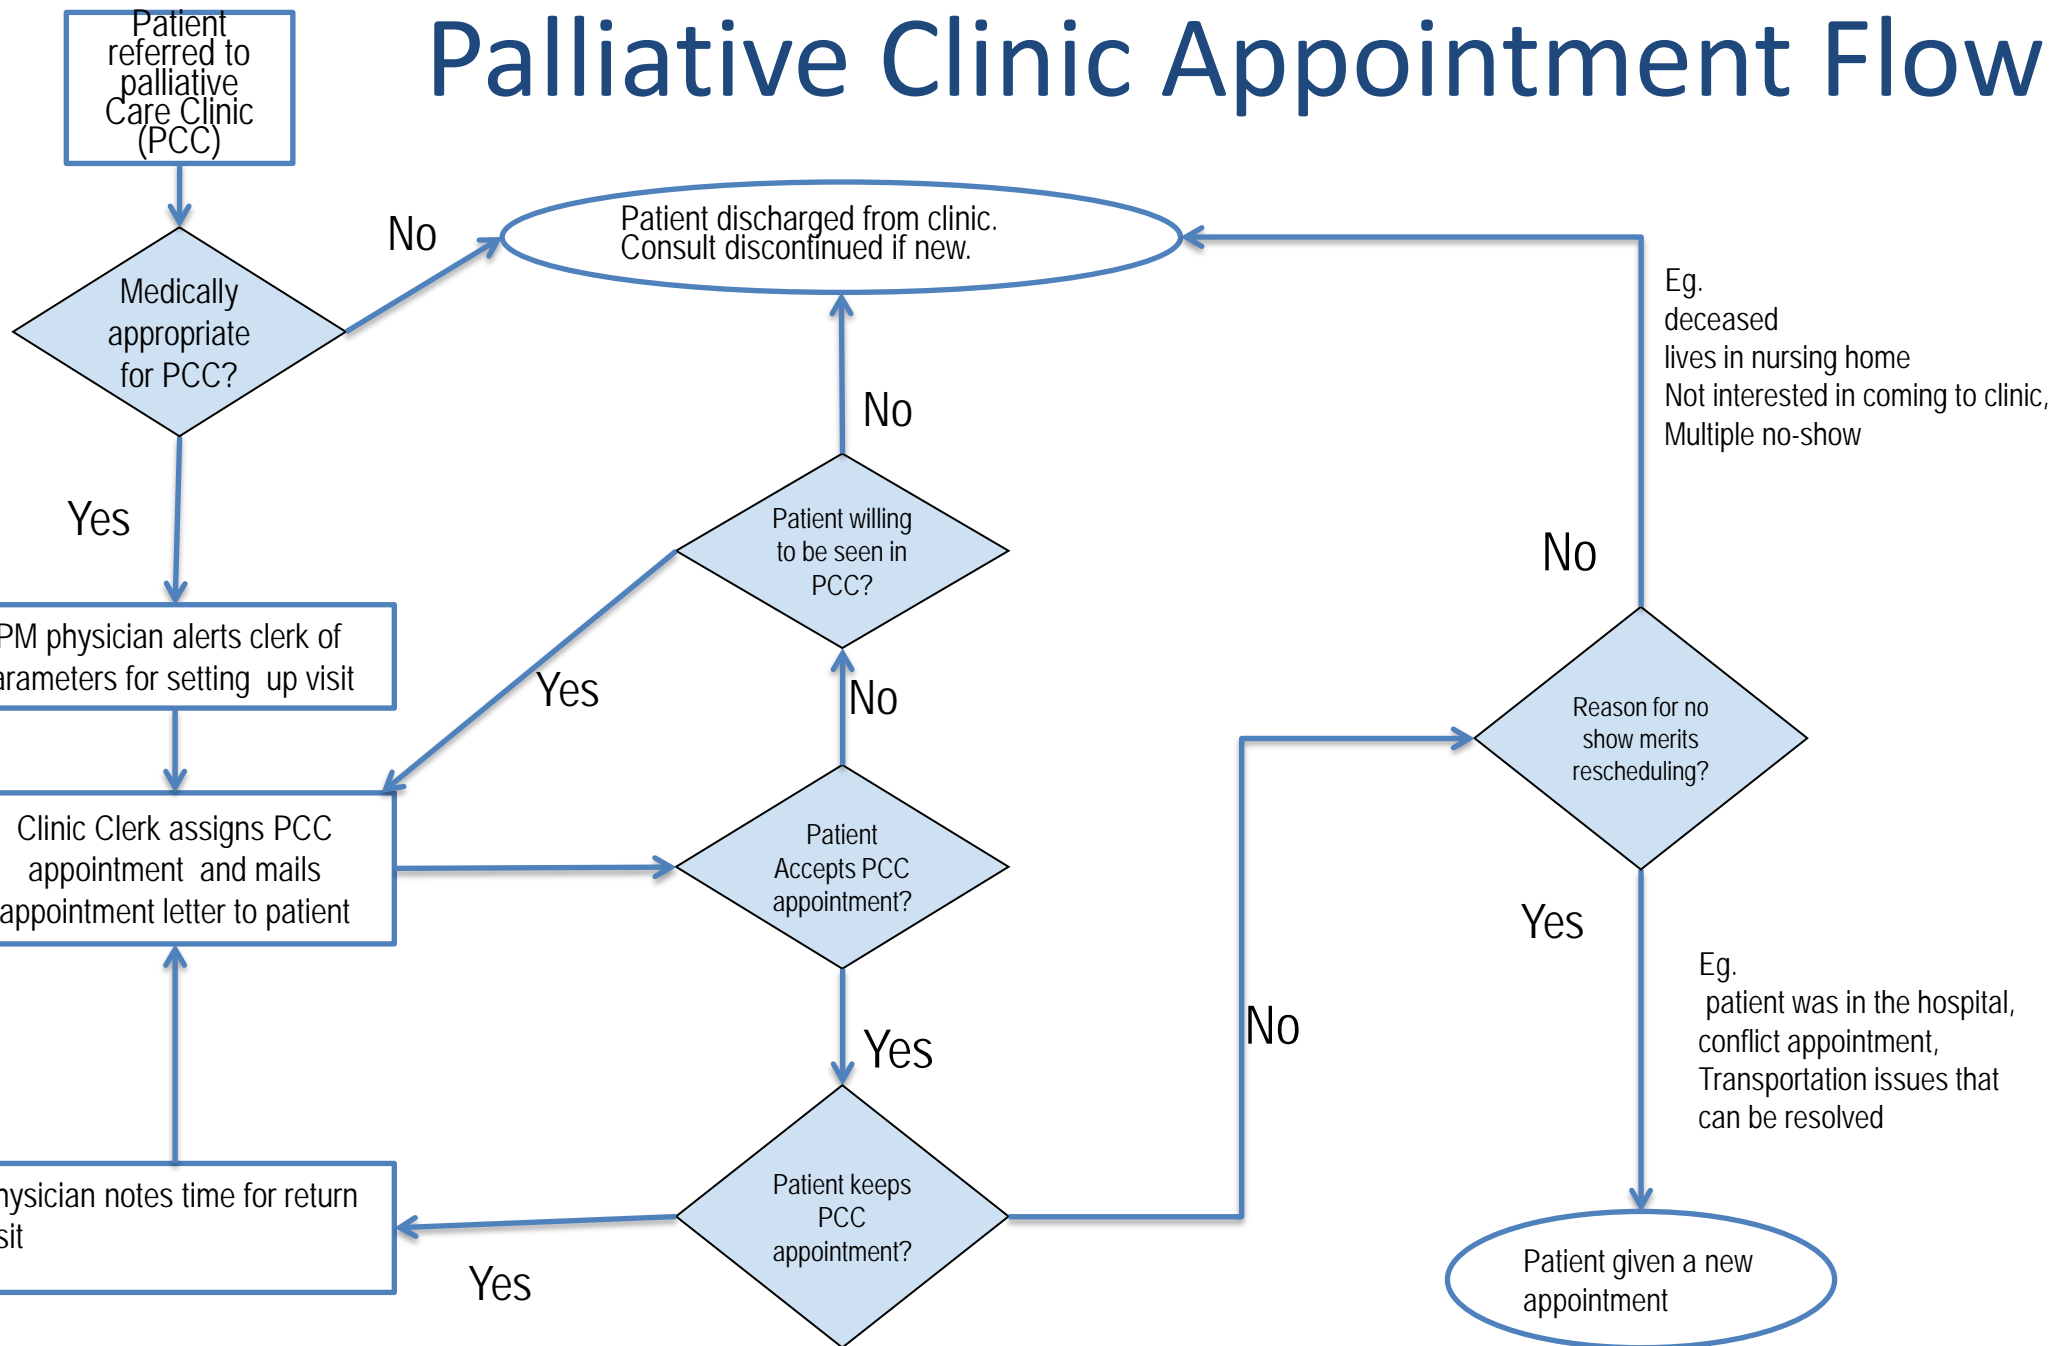 Palliative Clinic Appointment Flow
Patient
referred to
palliative
Care Clinic
(PCC)
No
Patient discharged from clinic.
Consult discontinued if new.
Medically
appropriate
for PCC?
Eg.
deceased
lives in nursing home
Not interested in coming to clinic,
Multiple no-show
No
Yes
Patient willing
to be seen in
PCC?
No
PM physician alerts clerk of
arameters for setting up visit
Yes
No
Reason for no
show merits
rescheduling?
Clinic Clerk assigns PCC
appointment and mails
appointment letter to patient
Patient
Accepts PCC
appointment?
Yes
Eg.
patient was in the hospital,
conflict appointment,
Transportation issues that
can be resolved
Yes
No
hysician notes time for return
sit
Patient keeps
PCC
appointment?
Yes
Patient given a new
appointment